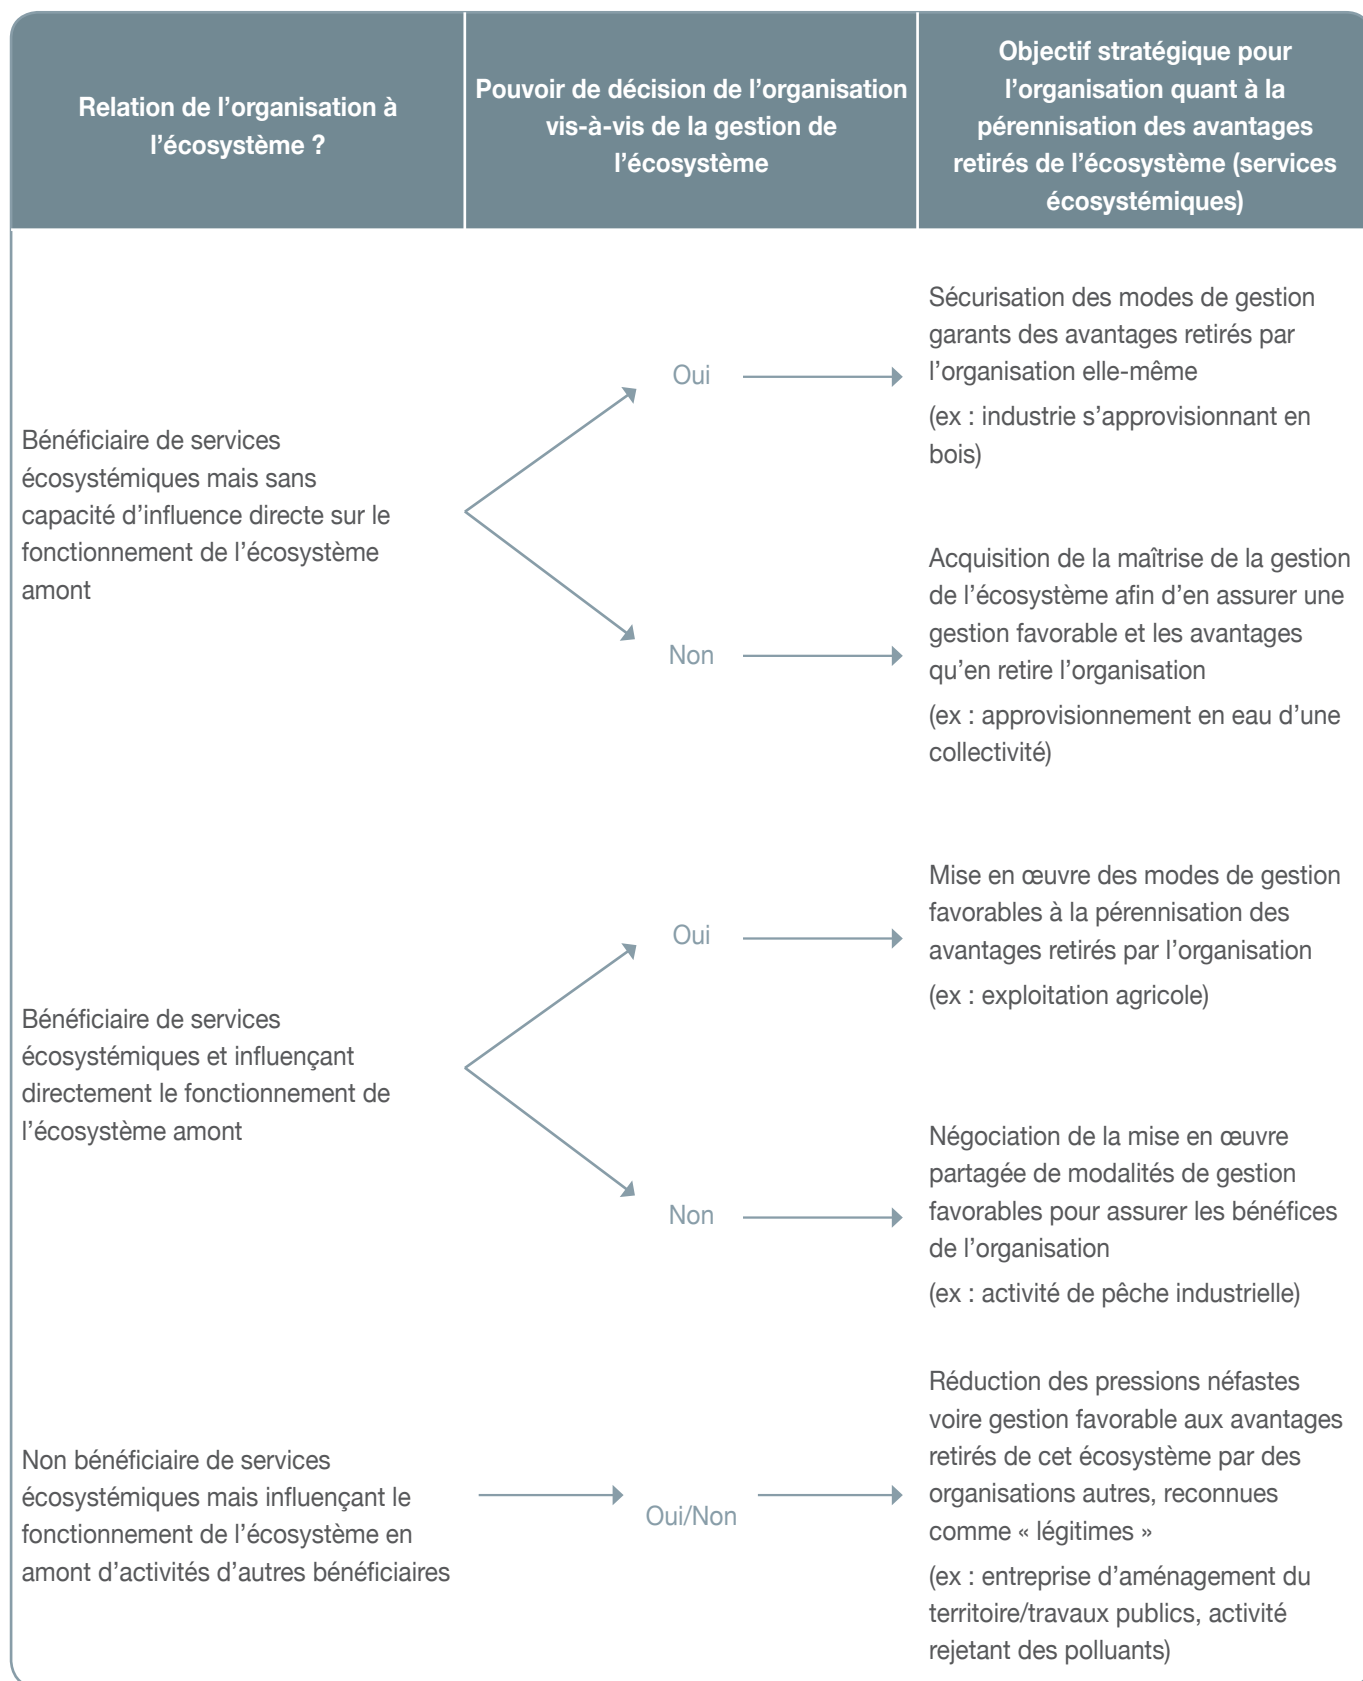 Relation de l’organisation à
l’écosystème ?
Pouvoir de décision de l’organisation
vis-à-vis de la gestion de
l’écosystème
Objectif stratégique pour
l’organisation quant à la
pérennisation des avantages
retirés de l’écosystème (services
écosystémiques)
Bénéficiaire de services
écosystémiques mais sans
capacité d’influence directe sur le
fonctionnement de l’écosystème
amont
Oui
Sécurisation des modes de gestion
garants des avantages retirés par
l’organisation elle-même
(ex : industrie s’approvisionnant en
bois)
Non
Acquisition de la maîtrise de la gestion
de l’écosystème afin d’en assurer une
gestion favorable et les avantages
qu’en retire l’organisation
(ex : approvisionnement en eau d’une
collectivité)
Bénéficiaire de services
écosystémiques et influençant
directement le fonctionnement de
l’écosystème amont
Oui
Mise en œuvre des modes de gestion
favorables à la pérennisation des
avantages retirés par l’organisation
(ex : exploitation agricole)
Non
Négociation de la mise en œuvre
partagée de modalités de gestion
favorables pour assurer les bénéfices
de l’organisation
(ex : activité de pêche industrielle)
Non bénéficiaire de services
écosystémiques mais influençant le
fonctionnement de l’écosystème en
amont d’activités d’autres bénéficiaires
Oui/Non
Réduction des pressions néfastes
voire gestion favorable aux avantages
retirés de cet écosystème par des
organisations autres, reconnues
comme « légitimes »
(ex : entreprise d’aménagement du
territoire/travaux publics, activité
rejetant des polluants)